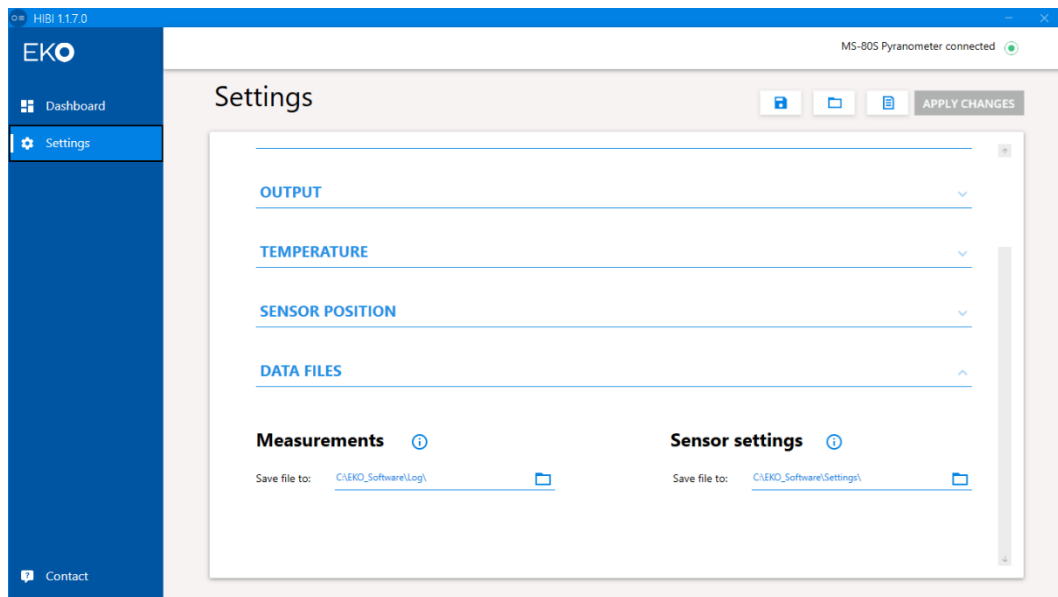 HIBI 1.1.7.0
EKO
MS-80S Pyranometer connected
Dashboard
Settings
Settings
APPLY CHANGES
OUTPUT
TEMPERATURE
SENSOR POSITION
DATA FILES
Measurements
Sensor settings
Save file to: C:\EKO_Software\Log\
Save file to: C:\EKO_Software\Settings\
Contact